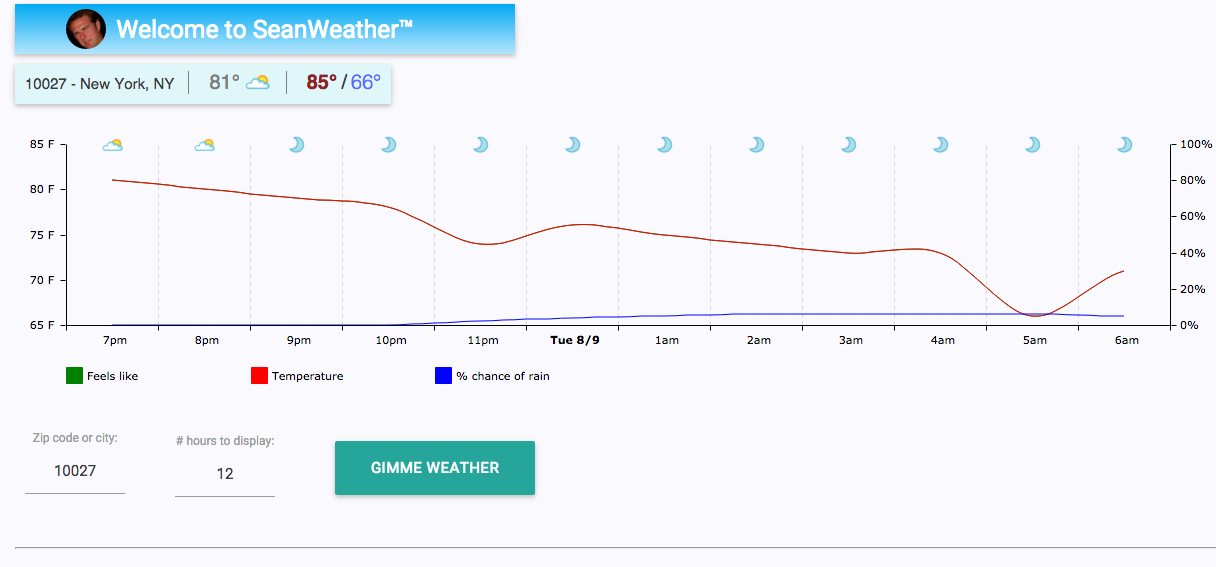 Welcome to SeanWeather™
10027 - New York, NY 81° 85° / 66°
85 F
80 F
75 F
70 F
65 F
100%
80%
60%
40%
20%
0%
7pm 8pm 9pm 10pm 11pm Tue 8/9 1am 2am 3am 4am 5am 6am
Feels like Temperature % chance of rain
Zip code or city: # hours to display:
10027 12 GIMME WEATHER